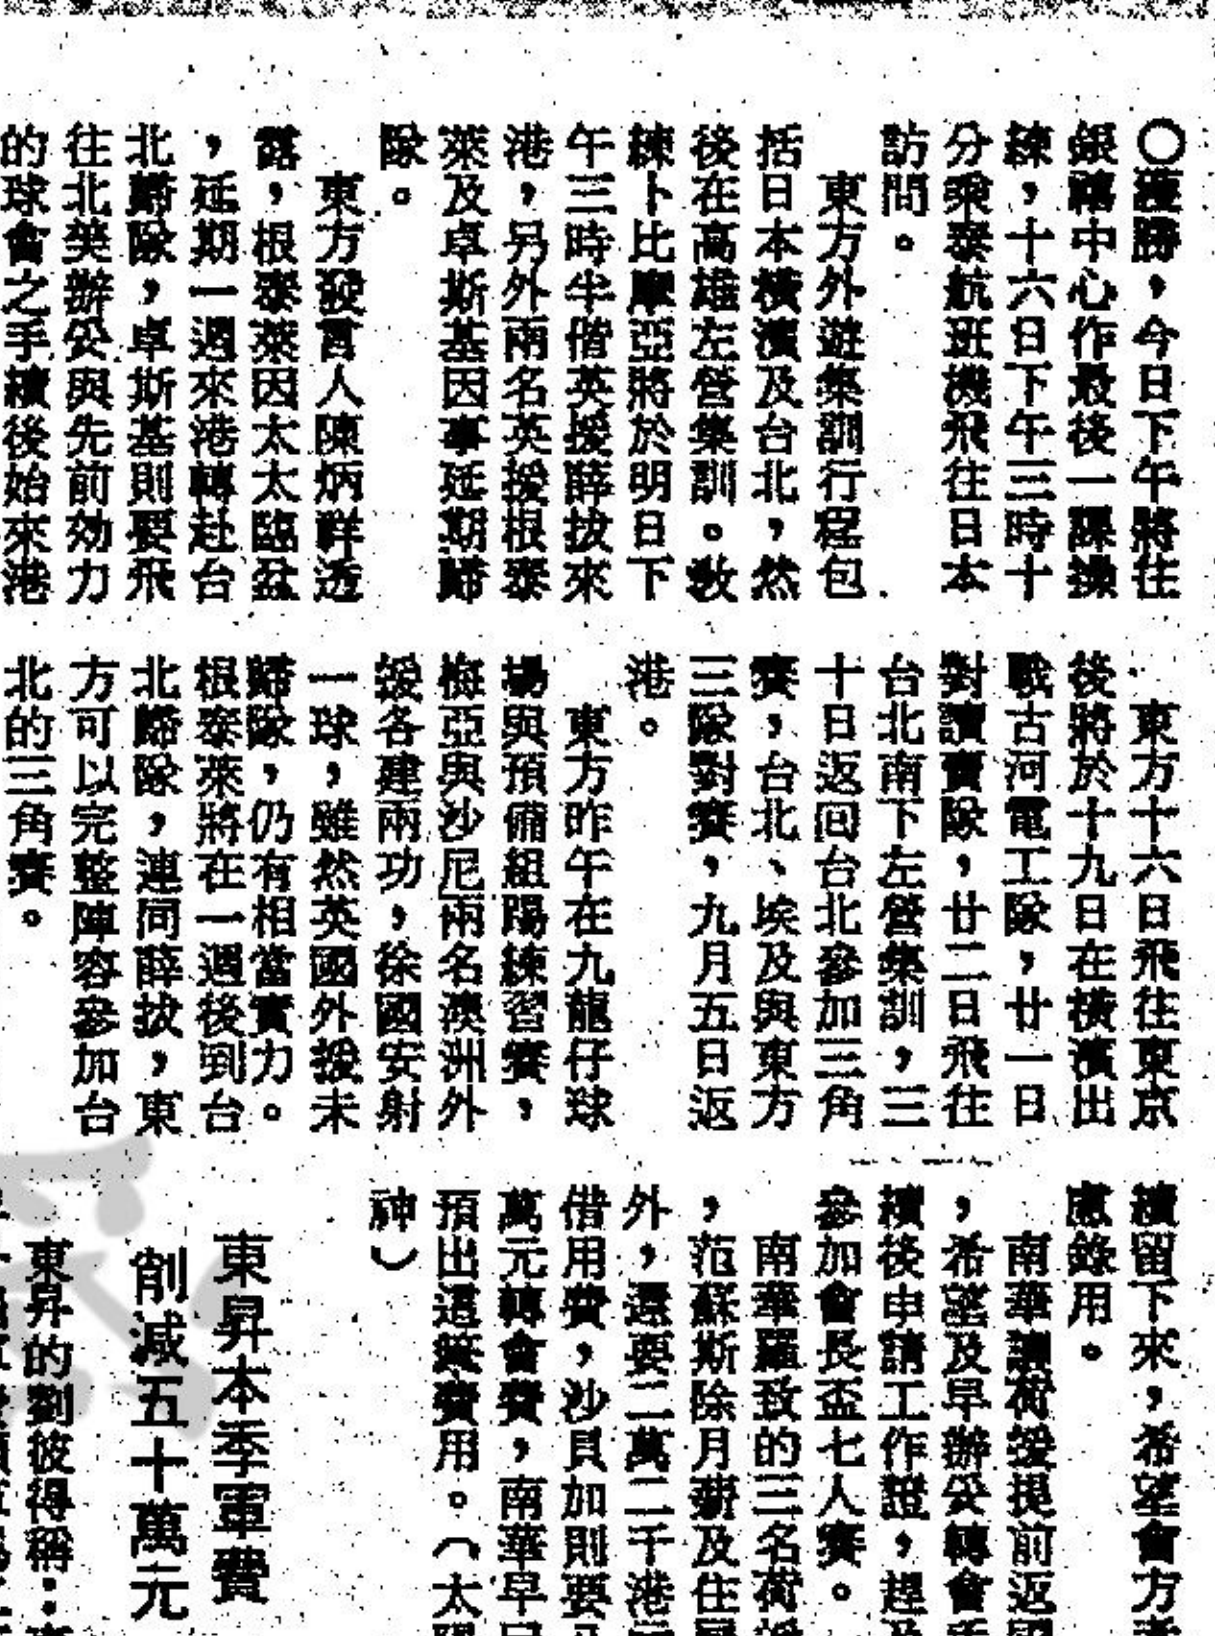 ○獲勝，今日下午將往
銀禧中心作最後一課操
練，十六日下午三時十
分乘泰航班機飛往日本
訪問。
東方外遊集訓行程包
括日本橫濱及台北，然
後在高雄左營集訓。教
練卜比摩亞將於明日下
午三時半偕英援薛拔來
港，另外兩名英援根泰
萊及卓斯基因事延期歸
隊。
東方發言人陳炳祥透
露，根泰萊因太太臨盆
，延期一週來港轉赴台
北歸隊，卓斯基則要飛
往北美辦妥與先前効力
的球會之手續後始來港
東方十六日飛往東京
後將於十九日在橫濱出
戰古河電工隊，廿一日
對讀賣隊，廿二日飛往
台北南下左營集訓，三
十日返回台北參加三角
賽，台北、埃及與東方
三隊對賽，九月五日返
港。
東方昨午在九龍仔球
場與預備組踢練習賽，
梅亞與沙尼兩名澳洲外
援各建兩功，徐國安射
一球，雖然英國外援未
歸隊，仍有相當實力。
根泰萊將在一週後到台
北歸隊，連同薛拔，東
方可以完整陣容參加台
北的三角賽。
續留下來，希望會方考
慮錄用。
南華讓荷援提前返國
，希望及早辦妥轉會手
續後申請工作證，趕及
參加會長盃七人賽。
南華羅致的三名荷援
，范蘇斯除月薪及住屋
外，還要二萬二千港元
借用費，沙貝加則要
萬元轉會費，南華早已
預出這筆費用。（太陽
神）
東昇本季軍費
削減五十萬元
東昇的劉彼得稱：